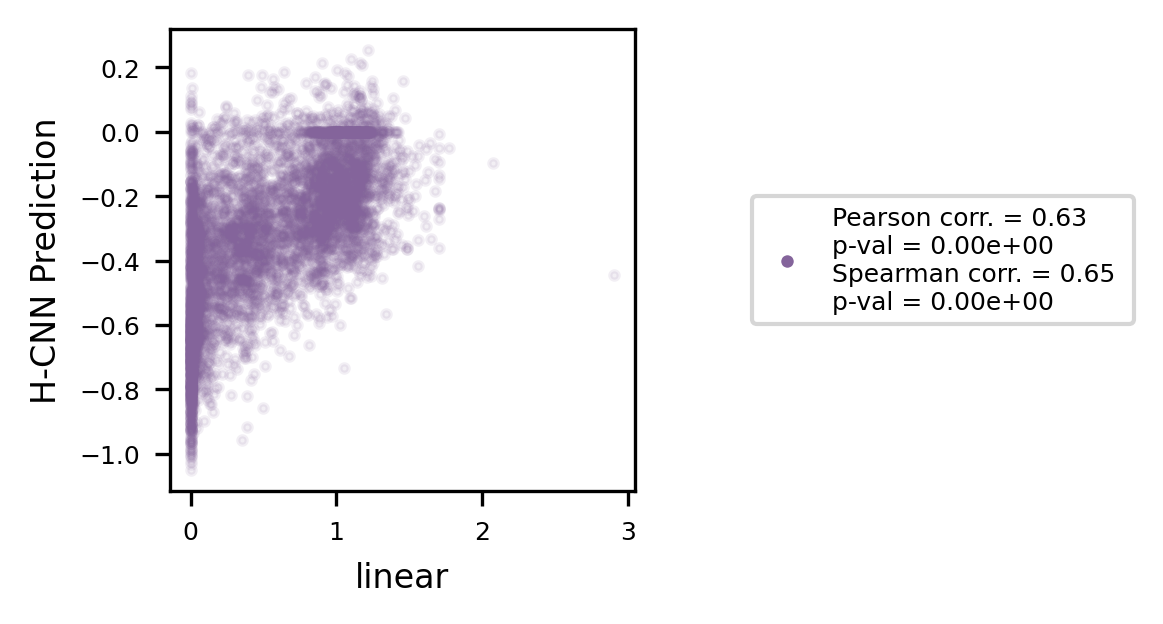 0.2
0.0
−0.2
−0.4
−0.6
−0.8
−1.0
H-CNN Prediction
0 1 2 3
linear
Pearson corr. = 0.63
p-val = 0.00e+00
Spearman corr. = 0.65
p-val = 0.00e+00